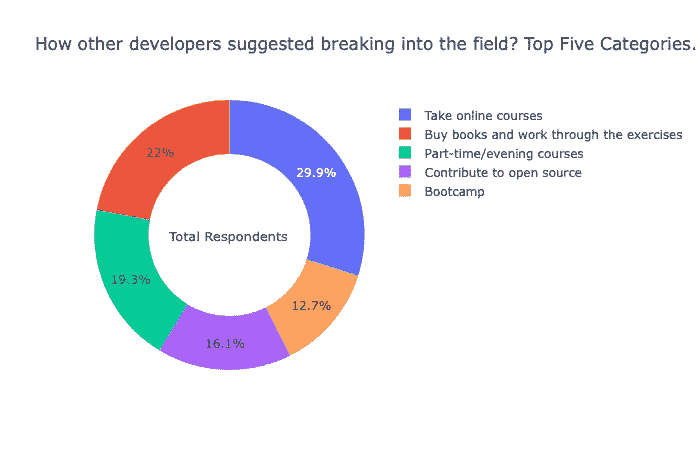 How other developers suggested breaking into the field? Top Five Categories.
Take online courses
Buy books and work through the exercises
Part-time/evening courses
Contribute to open source
Bootcamp
22%
29.9%
Total Respondents
19.3%
12.7%
16.1%